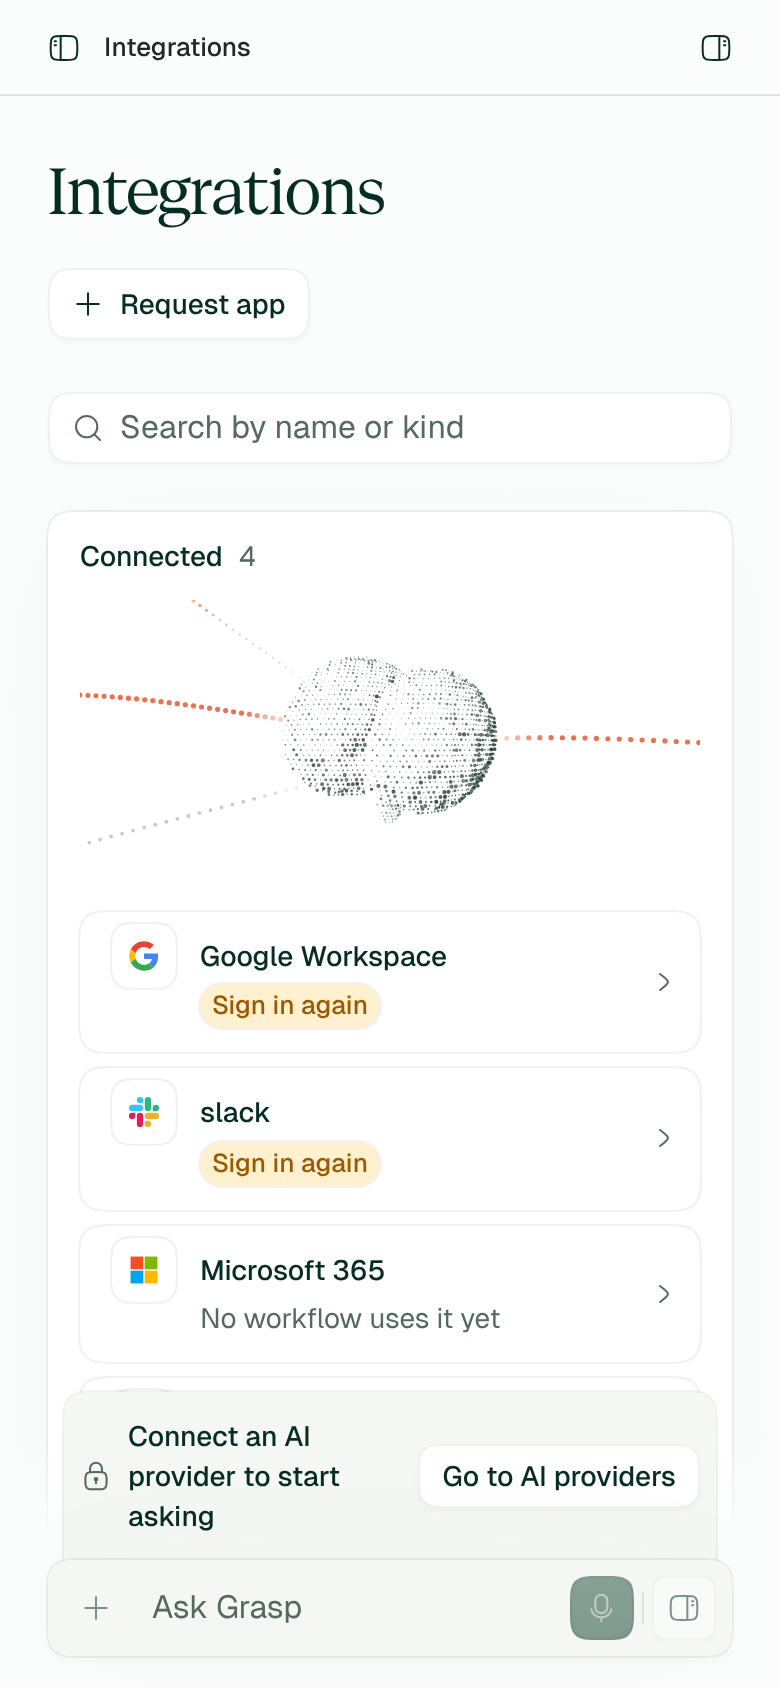 Integrations
Integrations
Request app
Search by name or kind
Connected 4
Google Workspace
Sign in again
slack
Sign in again
Microsoft 365
No workflow uses it yet
Connect an AI
provider to start
asking
Go to AI providers
Ask Grasp